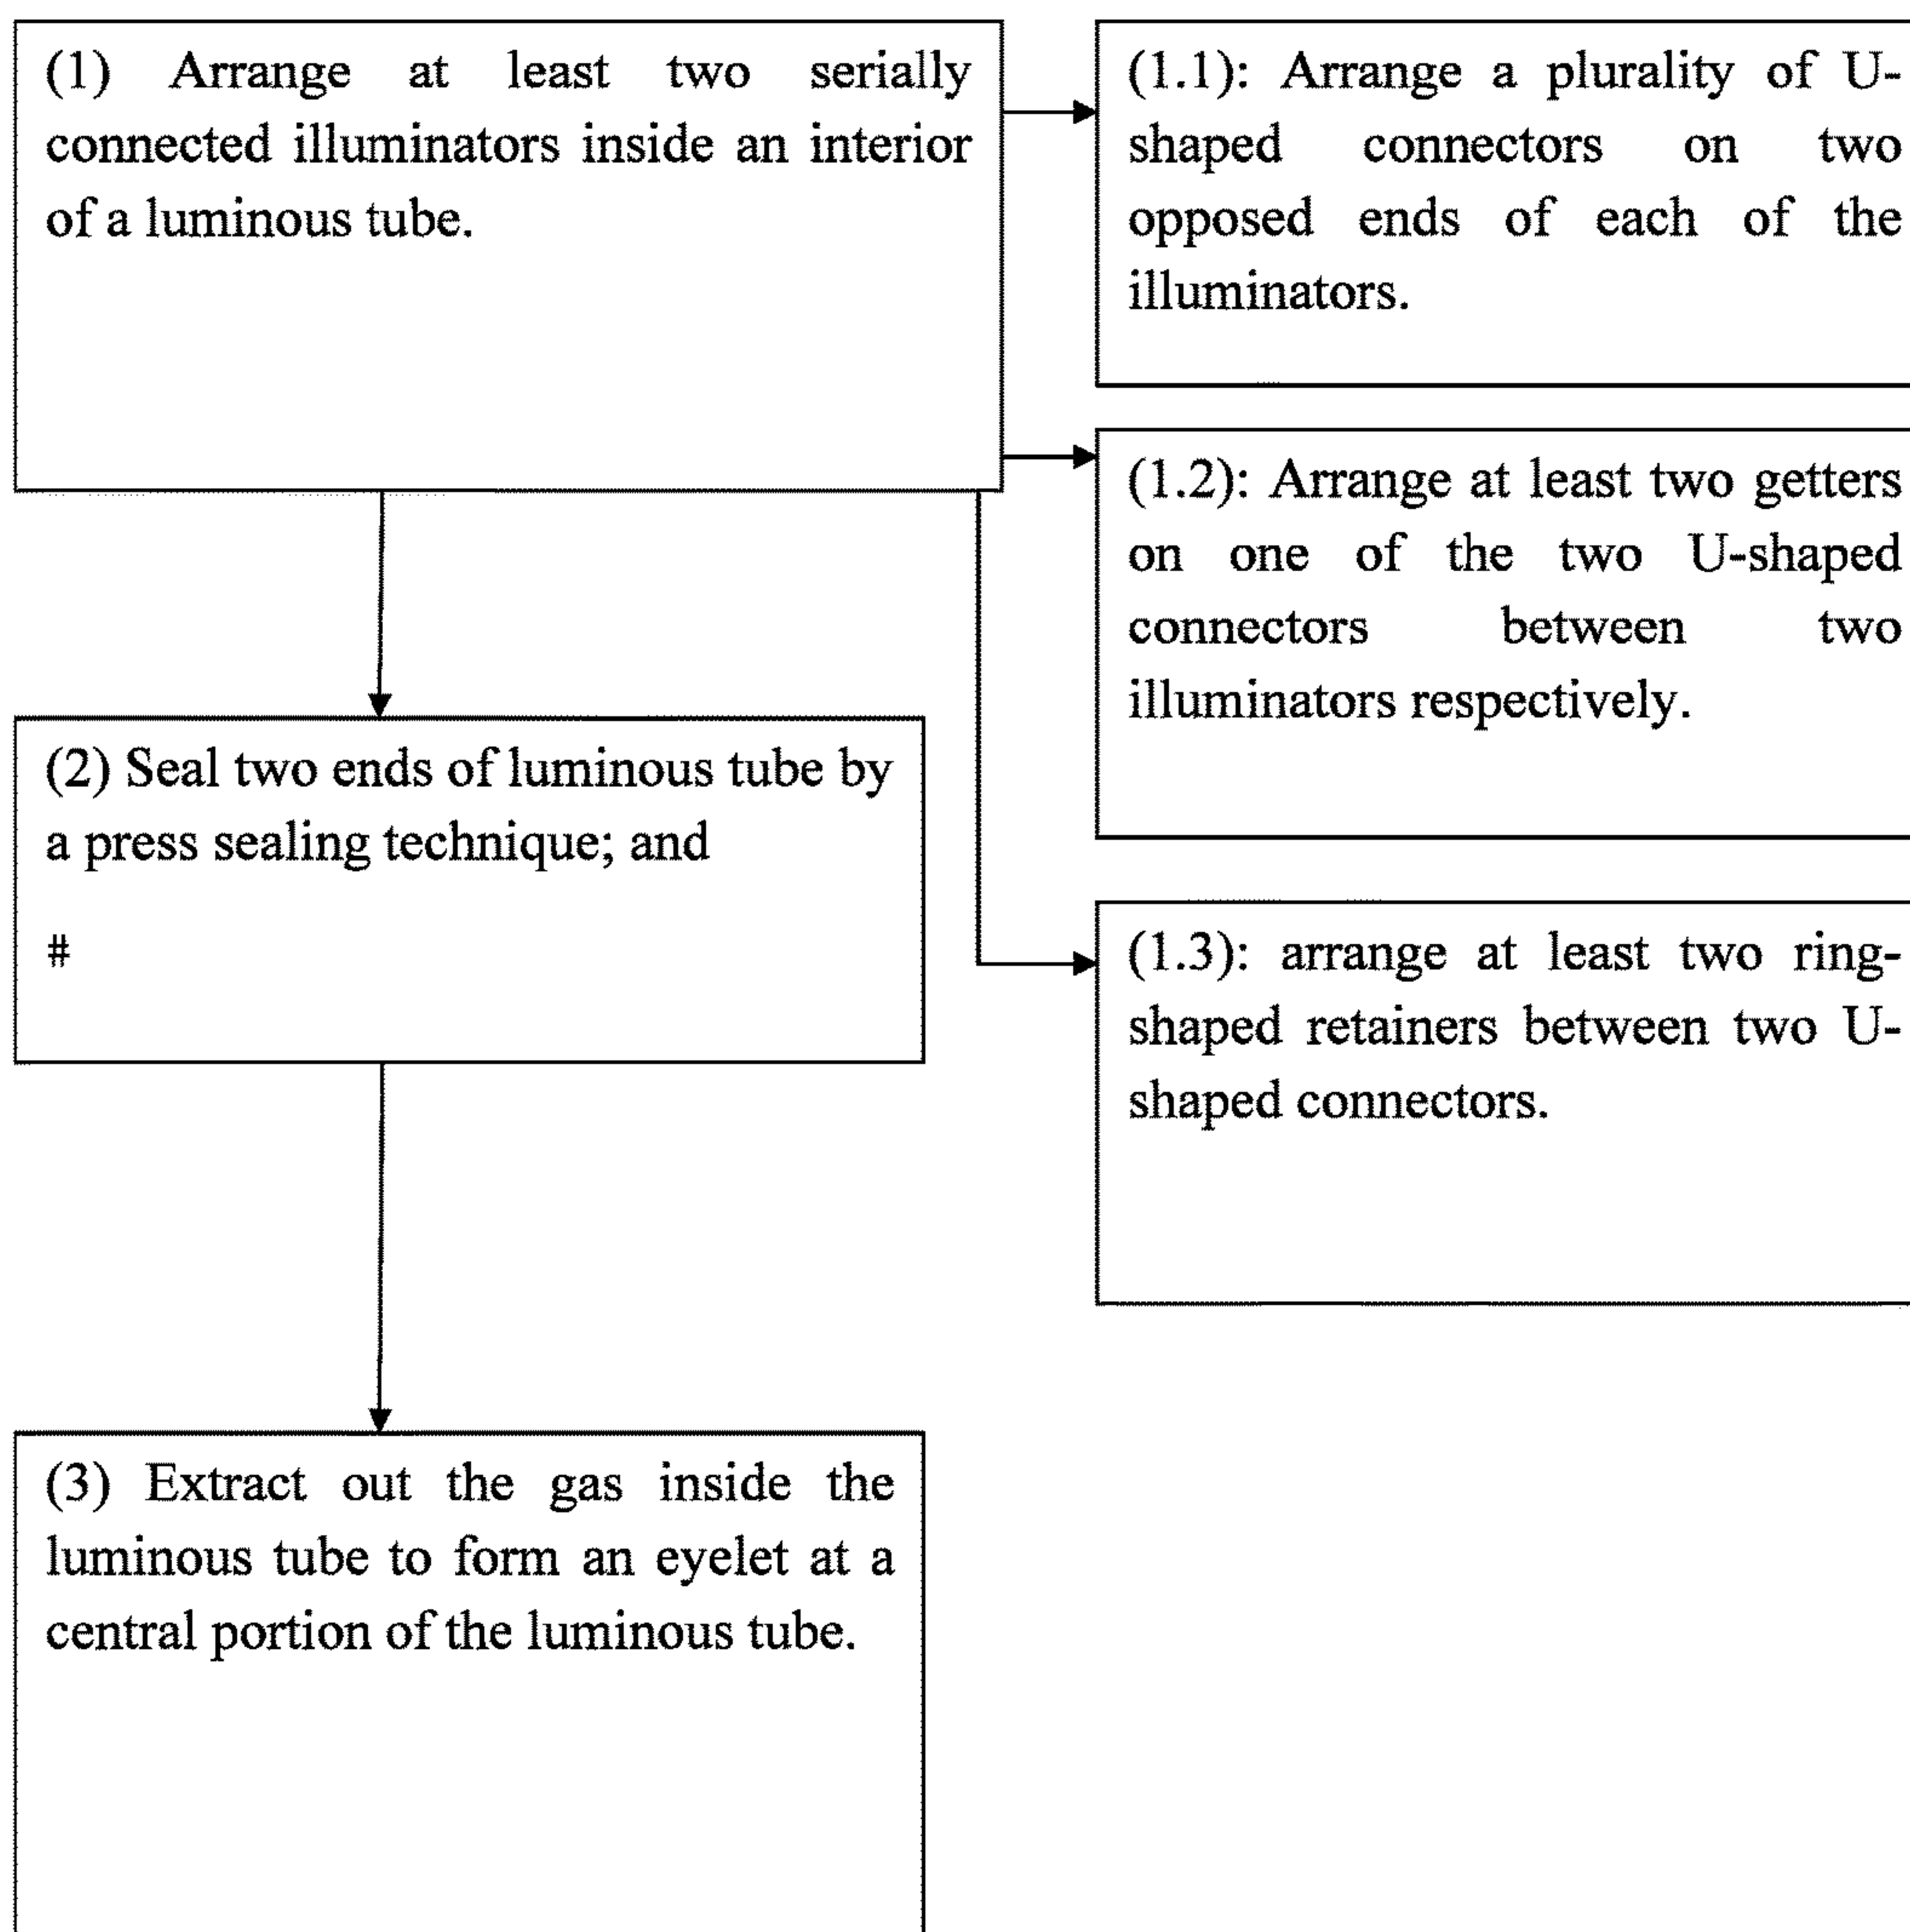 (1) Arrange at least two serially
connected illuminators inside an interior
of a luminous tube.
(1.1): Arrange a plurality of U-
shaped connectors on two
opposed ends of each of the
illuminators.
(1.2): Arrange at least two getters
on one of the two U-shaped
connectors between two
illuminators respectively.
(2) Seal two ends of luminous tube by
a press sealing technique; and
#
(1.3): arrange at least two ring-
shaped retainers between two U-
shaped connectors.
(3) Extract out the gas inside the
luminous tube to form an eyelet at a
central portion of the luminous tube.